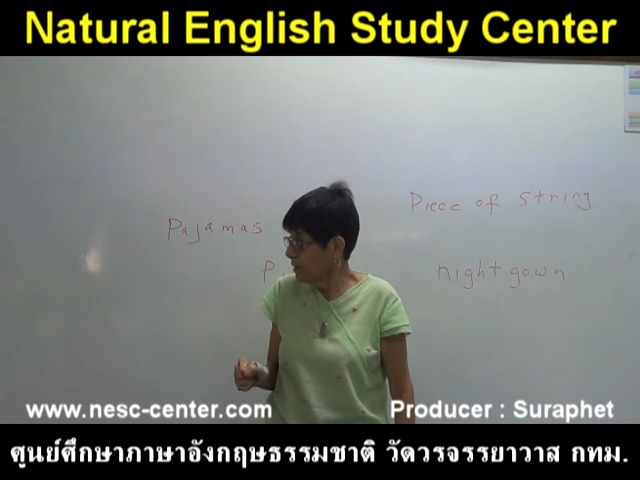 Natural English Study Center
Piece of string
Pajamas
P
nightgown
www.nesc-center.com
Producer : Suraphet
ศูนย์ศึกษาภาษาอังกฤษธรรมชาติ วัดวรจรรยาวาส กทม.